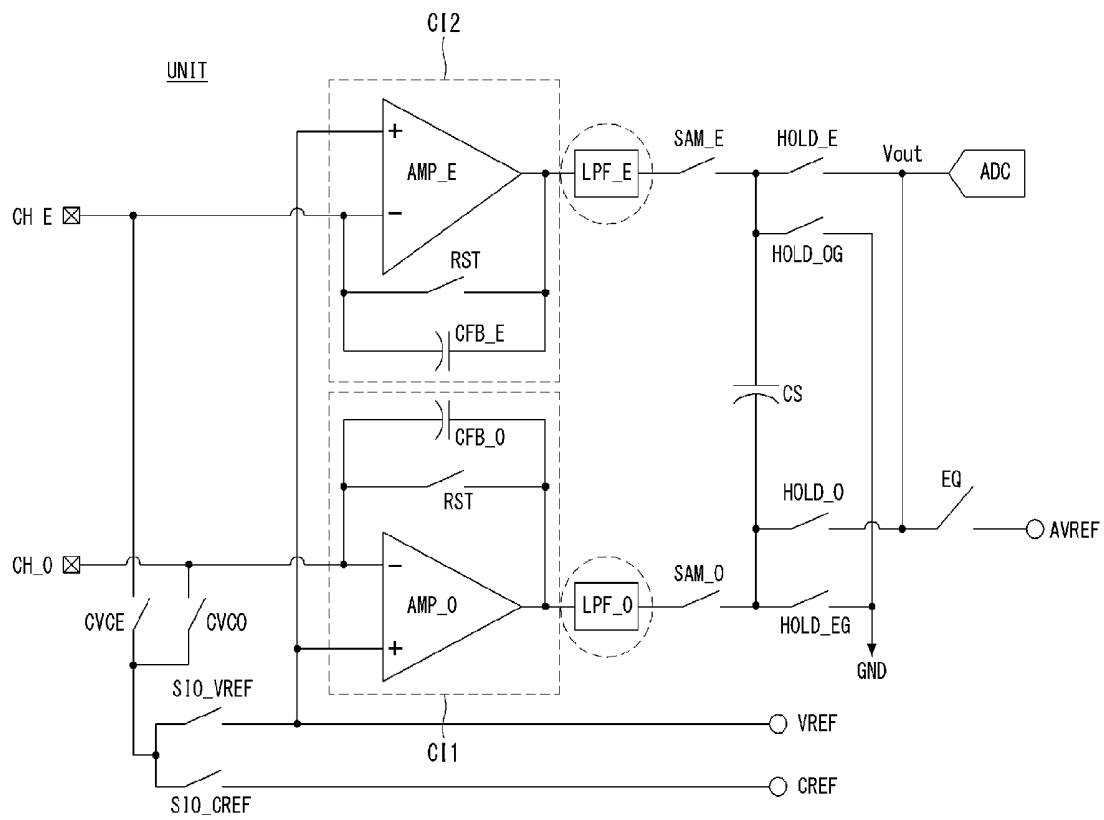 CI2
UNIT
SAM_E
HOLD_E
Vout
AMP_E
LPF_E
ADC
+
−
CH E
HOLD_OG
RST
CFB_E
CS
CFB_O
HOLD_O
EQ
RST
AVREF
CH_O
−
AMP_O
+
LPF_O
SAM_O
HOLD_EG
CVCE
CVCO
GND
SIO_VREF
VREF
CI1
CREF
SIO_CREF